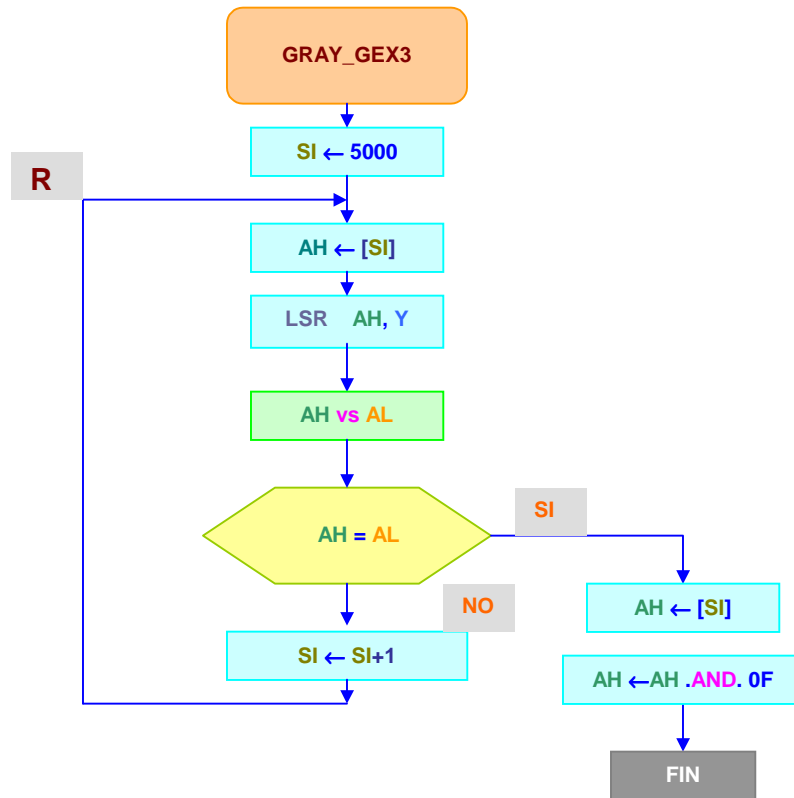 GRAY_GEX3
SI ← 5000
R
AH ← [SI]
LSR AH, Y
AH vs AL
AH = AL
SI
NO
SI ← SI+1
AH ← [SI]
AH ←AH .AND. 0F
FIN